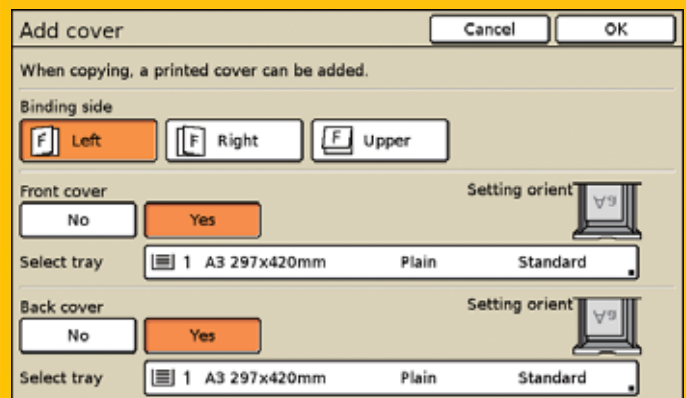 Add cover Cancel OK
When copying, a printed cover can be added.
Binding side
F Left F Right F Upper
Front cover Setting orient
No Yes
Select tray 1 A3 297x420mm Plain Standard
Back cover Setting orient
No Yes
Select tray 1 A3 297x420mm Plain Standard